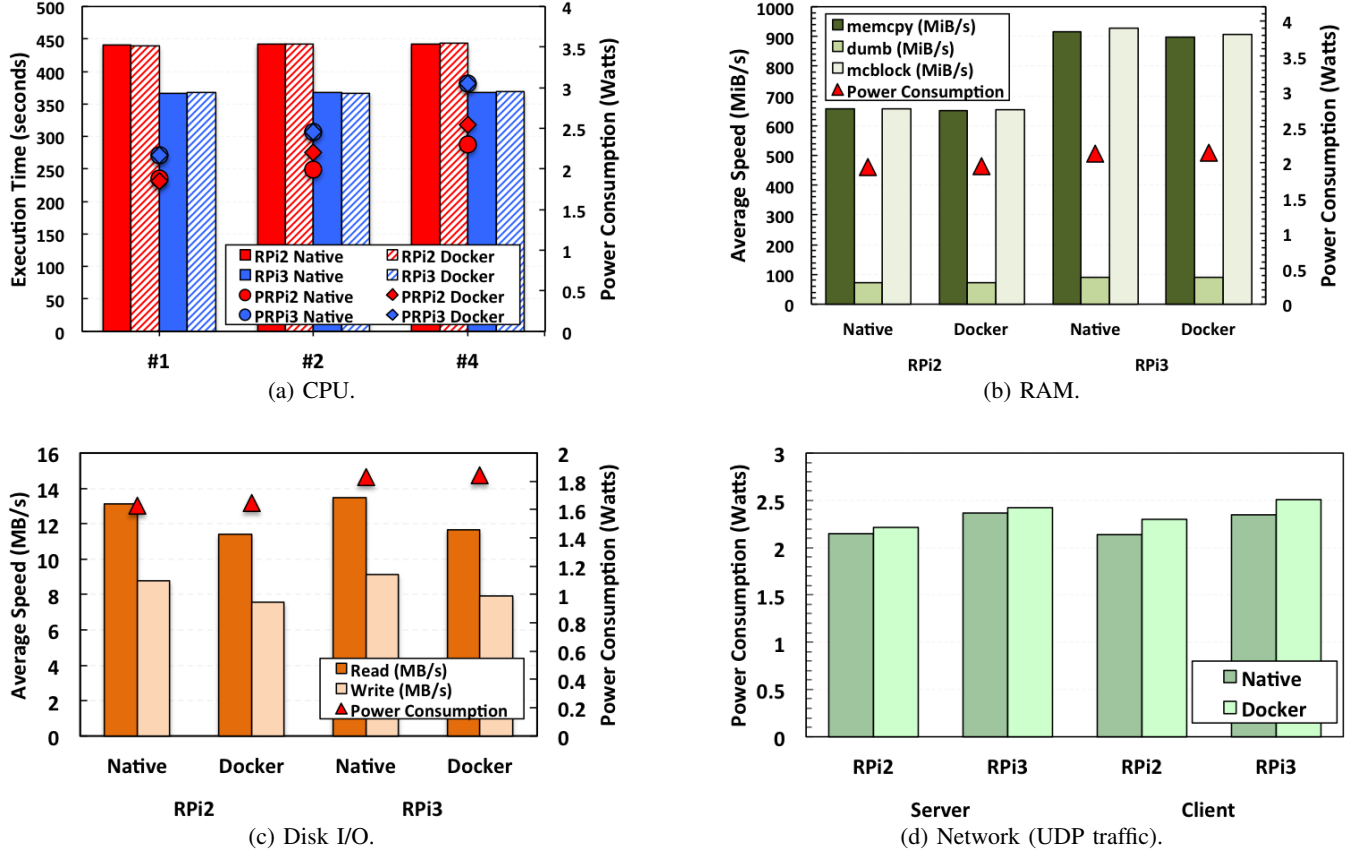 Execution Time (seconds)
500
450
400
350
300
250
200
150
100
50
0
4
3.5
3
2.5
2
1.5
1
0.5
0
Power Consumption (Watts)
RPi2 Native RPi2 Docker
RPi3 Native RPi3 Docker
PRPi2 Native PRPi2 Docker
PRPi3 Native PRPi3 Docker
#1 #2 #4
(a) CPU.
Average Speed (MiB/s)
1000
900
800
700
600
500
400
300
200
100
0
4
3.5
3
2.5
2
1.5
1
0.5
0
Power Consumption (Watts)
memcpy (MiB/s)
dumb (MiB/s)
mcblock (MiB/s)
Power Consumption
Native Docker Native Docker
RPi2 RPi3
(b) RAM.
Average Speed (MB/s)
16
14
12
10
8
6
4
2
0
2
1.8
1.6
1.4
1.2
1
0.8
0.6
0.4
0.2
0
Power Consumption (Watts)
Read (MB/s)
Write (MB/s)
Power Consumption
Native Docker Native Docker
RPi2 RPi3
(c) Disk I/O.
Power Consumption (Watts)
3
2.5
2
1.5
1
0.5
0
Native
Docker
RPi2 RPi3 RPi2 RPi3
Server Client
(d) Network (UDP traffic).